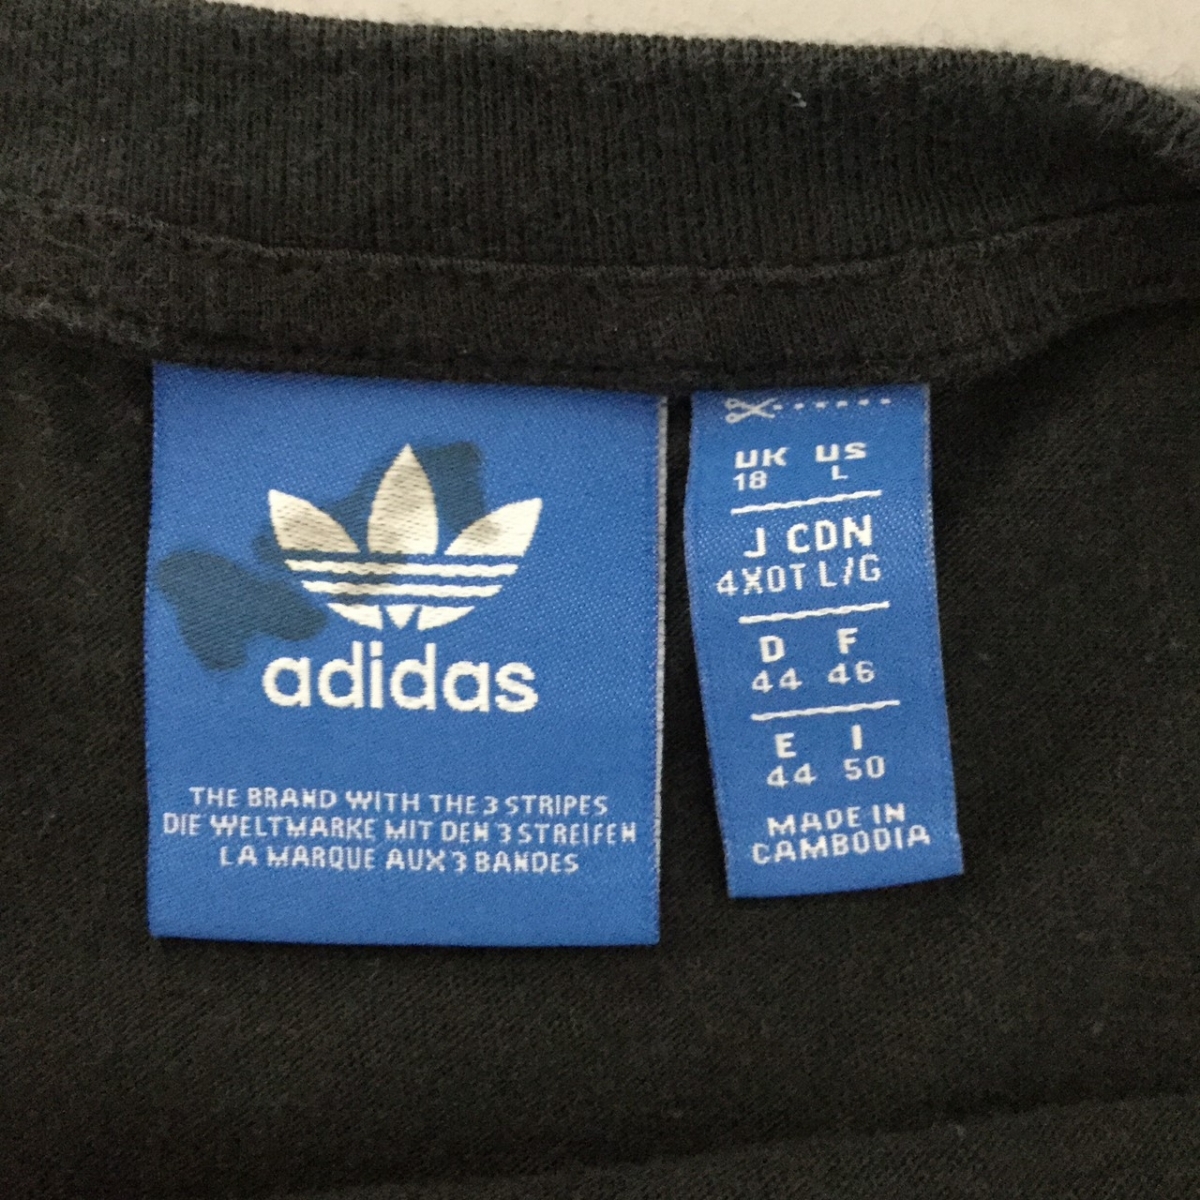 adidas
THE BRAND WITH THE 3 STRIPES
DIE WELTMARKE MIT DEN 3 STREIFEN
LA MARQUE AUX 3 BANDES
UK US
18 L
J CDN
4XOT L/G
D F
44 46
E I
44 50
MADE IN
CAMBODIA